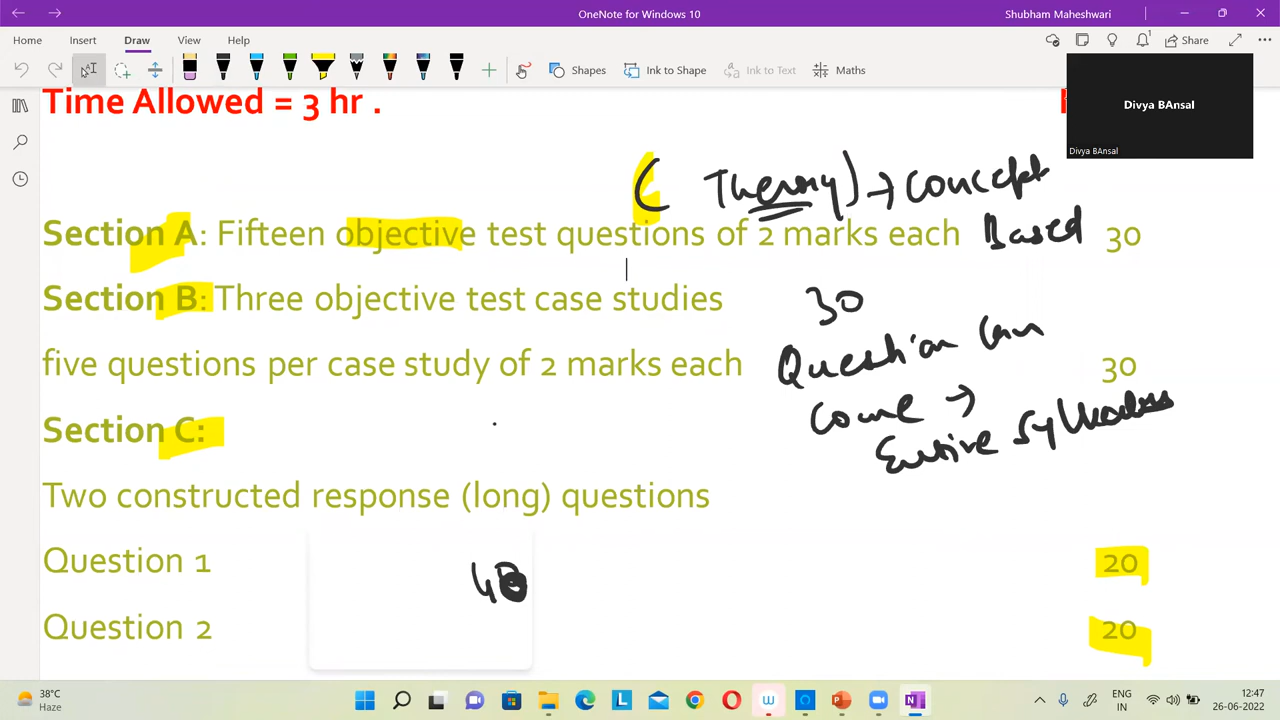 OneNote for Windows 10
Shubham Maheshwari
Home Insert Draw View Help
Share
Shapes Ink to Shape Ink to Text Maths
Time Allowed = 3 hr .
Divya BAnsal
Divya BAnsal
( Theory) → concept
Section A: Fifteen objective test questions of 2 marks each Based 30
Section B: Three objective test case studies 30
Question can
five questions per case study of 2 marks each 30
come →
Section C: Entire Syllabus
Two constructed response (long) questions
Question 1 40 20
Question 2 20
38°C
Haze
ENG
IN
12:47
26-06-2022